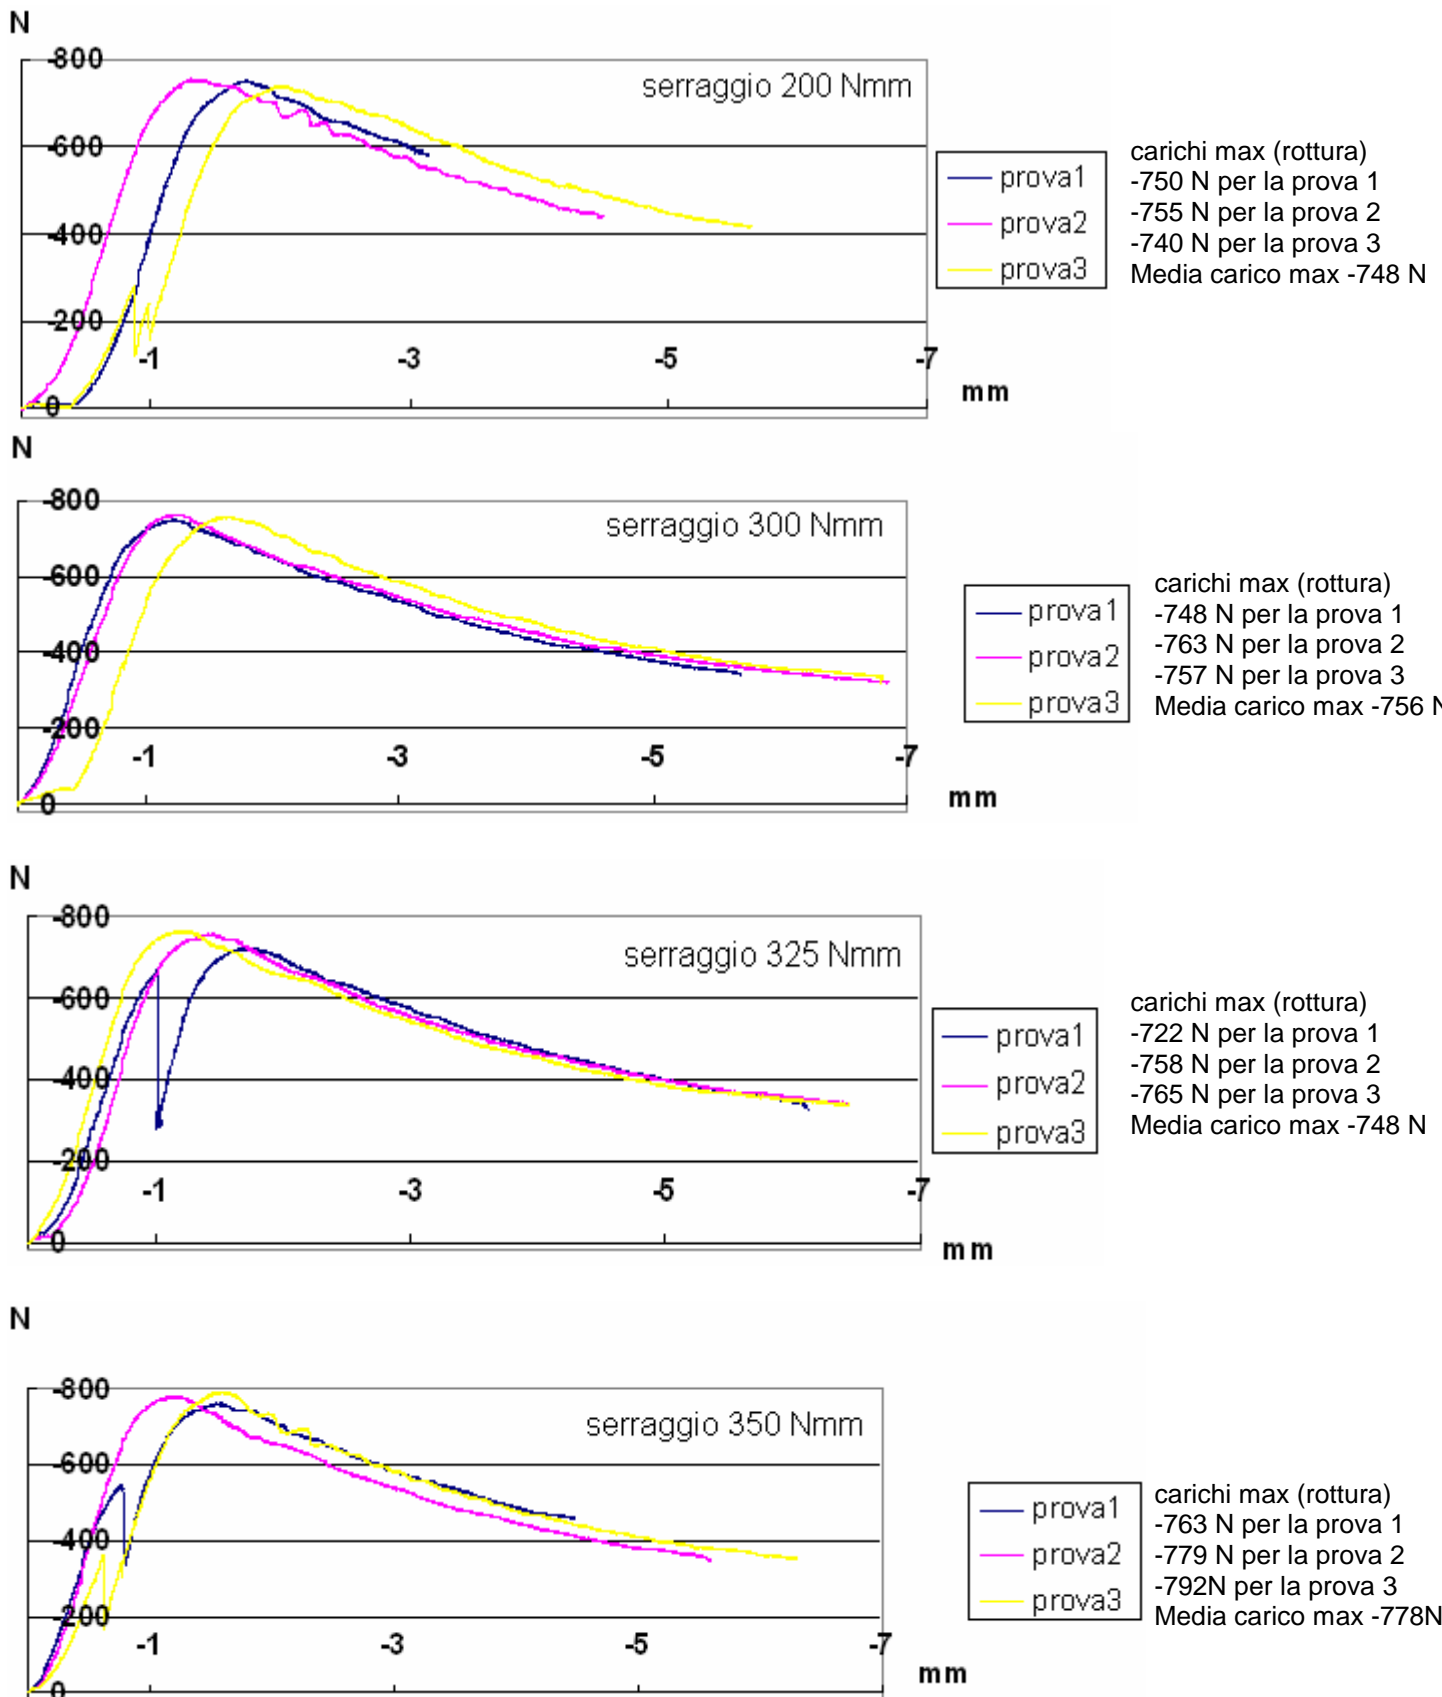 N
-800
serraggio 200 Nmm
-600
-400
-200
-1
-3
-5
-7
0
mm
prova1
prova2
prova3
carichi max (rottura)
-750 N per la prova 1
-755 N per la prova 2
-740 N per la prova 3
Media carico max -748 N
N
-800
serraggio 300 Nmm
-600
-400
-200
-1
-3
-5
-7
0
mm
prova1
prova2
prova3
carichi max (rottura)
-748 N per la prova 1
-763 N per la prova 2
-757 N per la prova 3
Media carico max -756 N
N
-800
serraggio 325 Nmm
-600
-400
-200
-1
-3
-5
-7
0
mm
prova1
prova2
prova3
carichi max (rottura)
-722 N per la prova 1
-758 N per la prova 2
-765 N per la prova 3
Media carico max -748 N
N
-800
serraggio 350 Nmm
-600
-400
-200
-1
-3
-5
-7
0
mm
prova1
prova2
prova3
carichi max (rottura)
-763 N per la prova 1
-779 N per la prova 2
-792N per la prova 3
Media carico max -778N